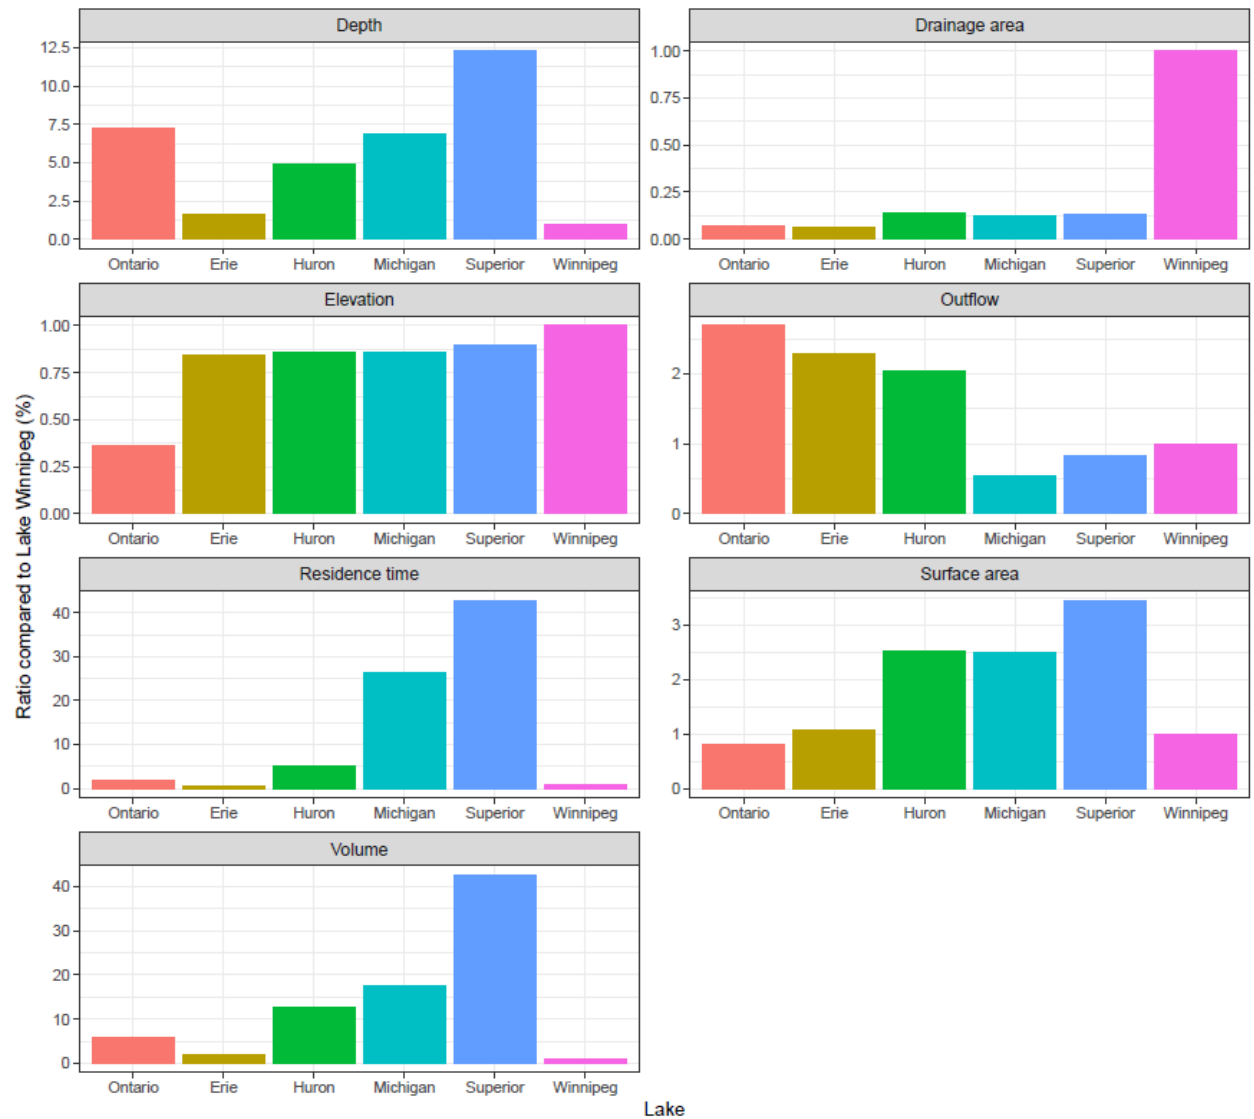 Depth
12.5
10.0
7.5
5.0
2.5
0.0
Ontario Erie Huron Michigan Superior Winnipeg
Drainage area
1.00
0.75
0.50
0.25
0.00
Ontario Erie Huron Michigan Superior Winnipeg
Elevation
1.00
0.75
0.50
0.25
0.00
Ontario Erie Huron Michigan Superior Winnipeg
Outflow
2
1
0
Ontario Erie Huron Michigan Superior Winnipeg
Ratio compared to Lake Winnipeg (%)
Residence time
40
30
20
10
0
Ontario Erie Huron Michigan Superior Winnipeg
Surface area
3
2
1
0
Ontario Erie Huron Michigan Superior Winnipeg
Volume
40
30
20
10
0
Ontario Erie Huron Michigan Superior Winnipeg
Lake